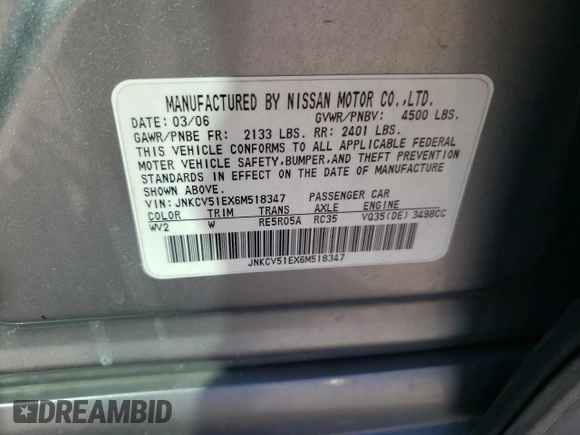 MANUFACTURED BY NISSAN MOTOR CO.,LTD.
DATE: 03/06 GVWR/PNBV: 4500 LBS.
GAWR/PNBE FR: 2133 LBS. RR: 2401 LBS.
THIS VEHICLE CONFORMS TO ALL APPLICABLE FEDERAL
MOTOR VEHICLE SAFETY,BUMPER,AND THEFT PREVENTION
STANDARDS IN EFFECT ON THE DATE OF MANUFACTURE
SHOWN ABOVE.
VIN: JNKCV51EX6M518347 PASSENGER CAR
COLOR TRIM TRANS AXLE ENGINE
WV2 W RE5R05A RC35 VQ35(DE) 3498CC
JNKCV51EX6M518347
DREAMBID